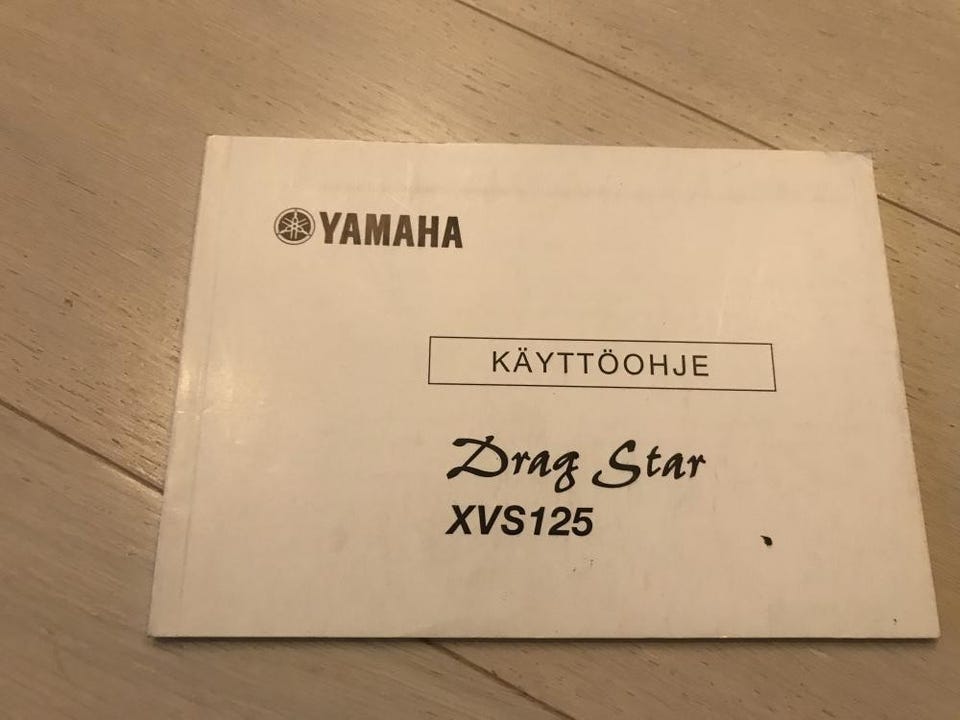 YAMAHA
KÄYTTÖOHJE
Drag Star
XVS125